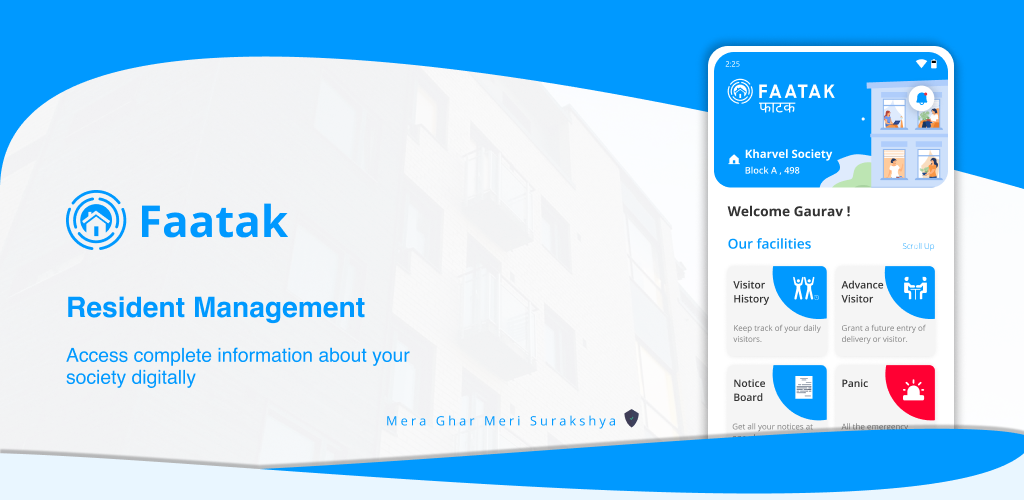 Faatak
Resident Management
Access complete information about your
society digitally
Mera Ghar Meri Surakshya
2:25
FAATAK
फाटक
Kharvel Society
Block A , 498
Welcome Gaurav !
Our facilities
Scroll Up
Visitor
History
Keep track of your daily
visitors.
Advance
Visitor
Grant a future entry of
delivery or visitor.
Notice
Board
Get all your notices at
Panic
All the emergency